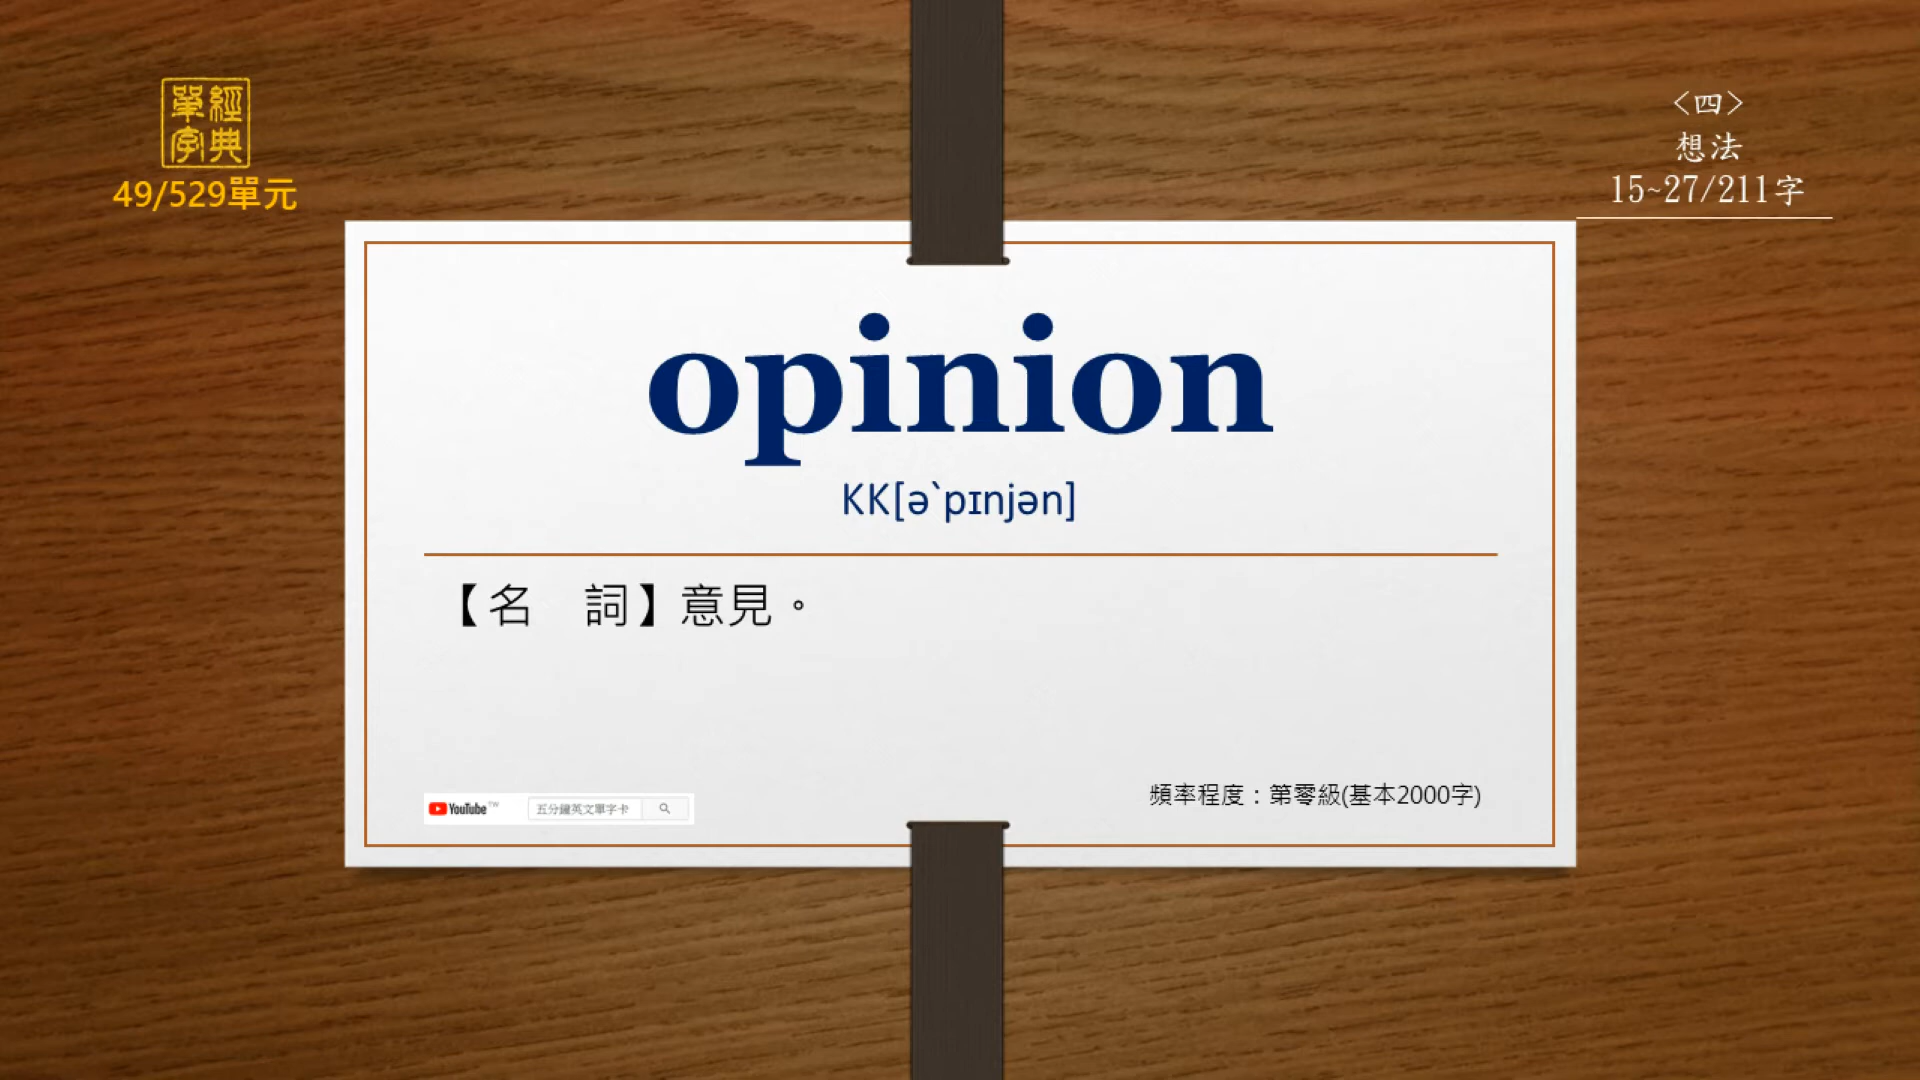 單經
字典
49/529單元
〈四〉
想法
15~27/211字
opinion
KK[ə`pɪnjən]
【名　詞】意見。
YouTube TW
五分鐘英文單字卡
頻率程度：第零級(基本2000字)